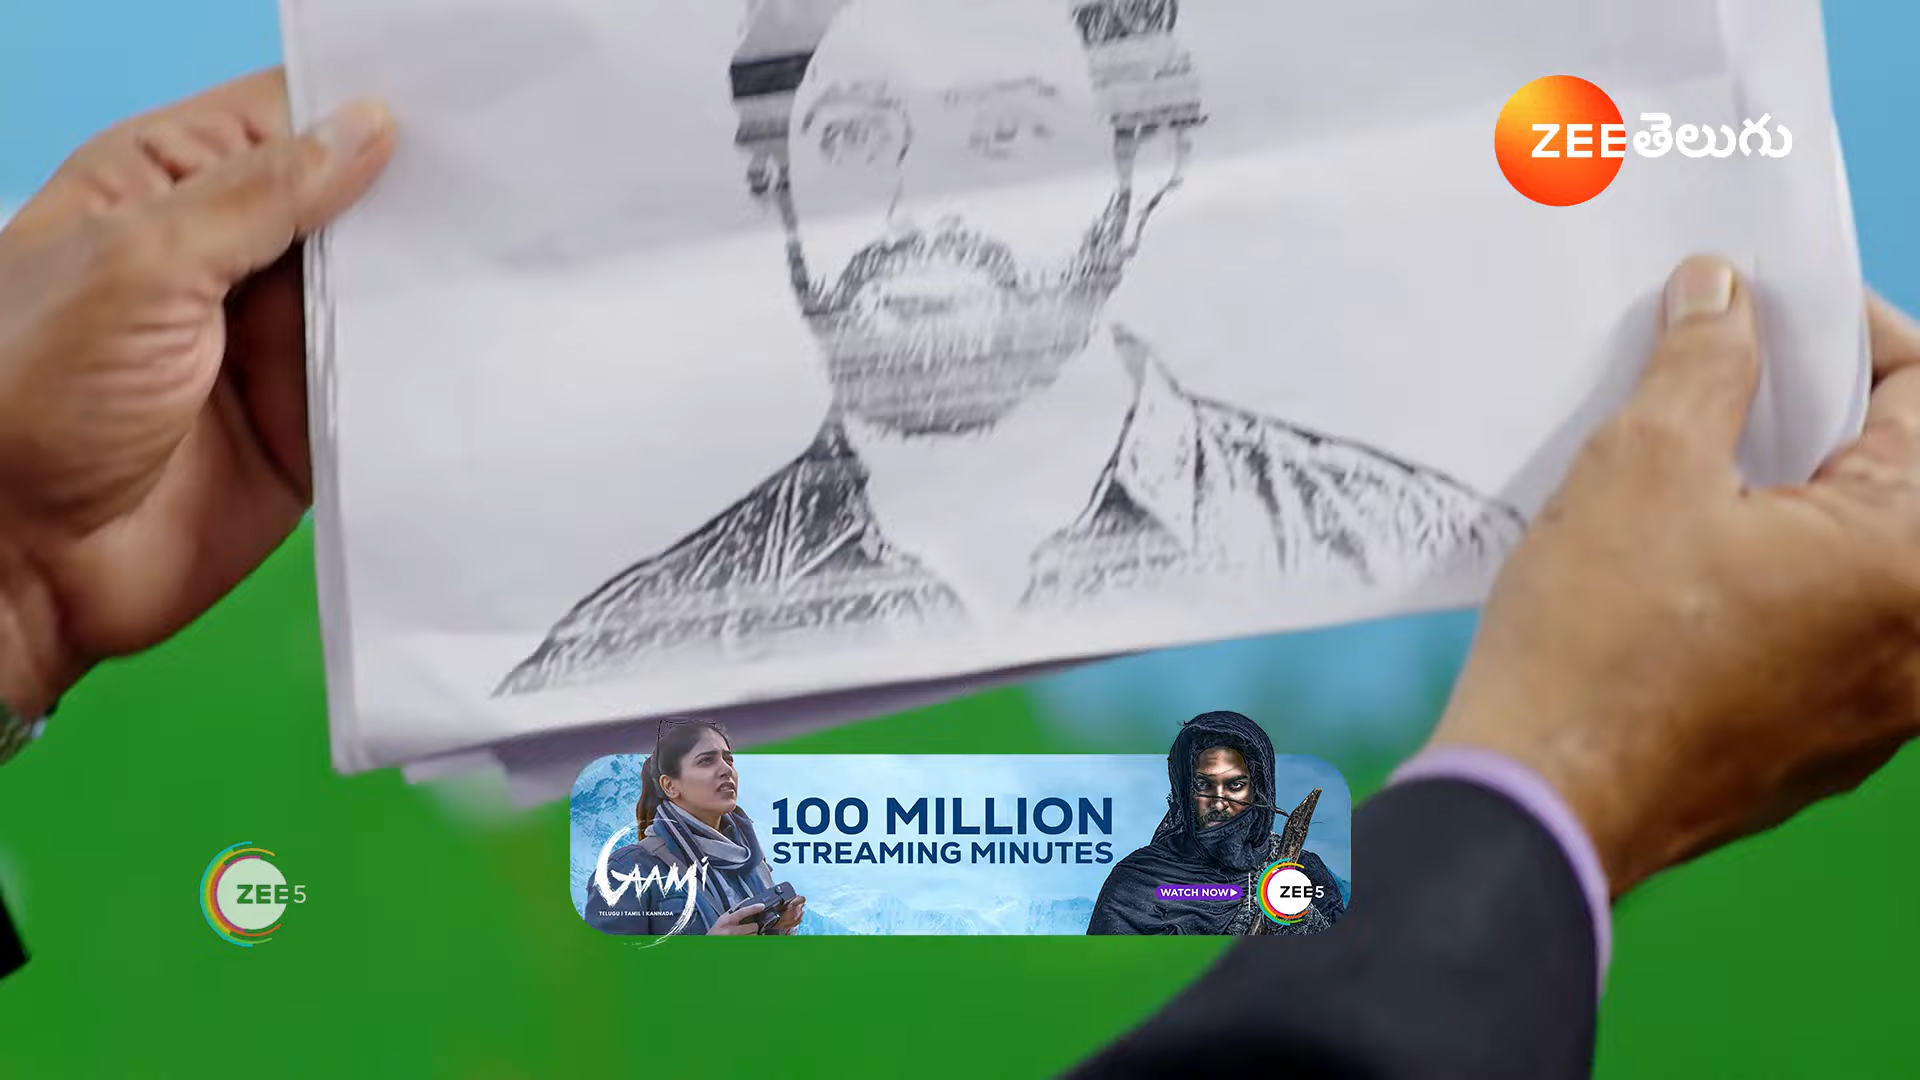 ZEE తెలుగు
100 MILLION
STREAMING MINUTES
GAAMI
TELUGU | TAMIL | KANNADA
WATCH NOW
ZEE5
ZEE5